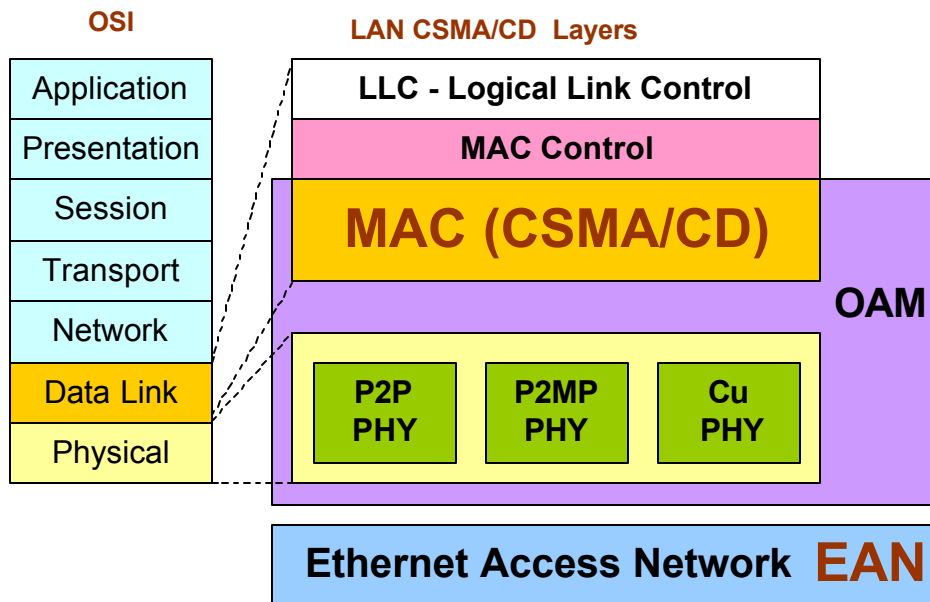 OSI
LAN CSMA/CD Layers
Application
Presentation
Session
Transport
Network
Data Link
Physical
LLC - Logical Link Control
MAC Control
MAC (CSMA/CD)
OAM
P2P
PHY
P2MP
PHY
Cu
PHY
Ethernet Access Network EAN